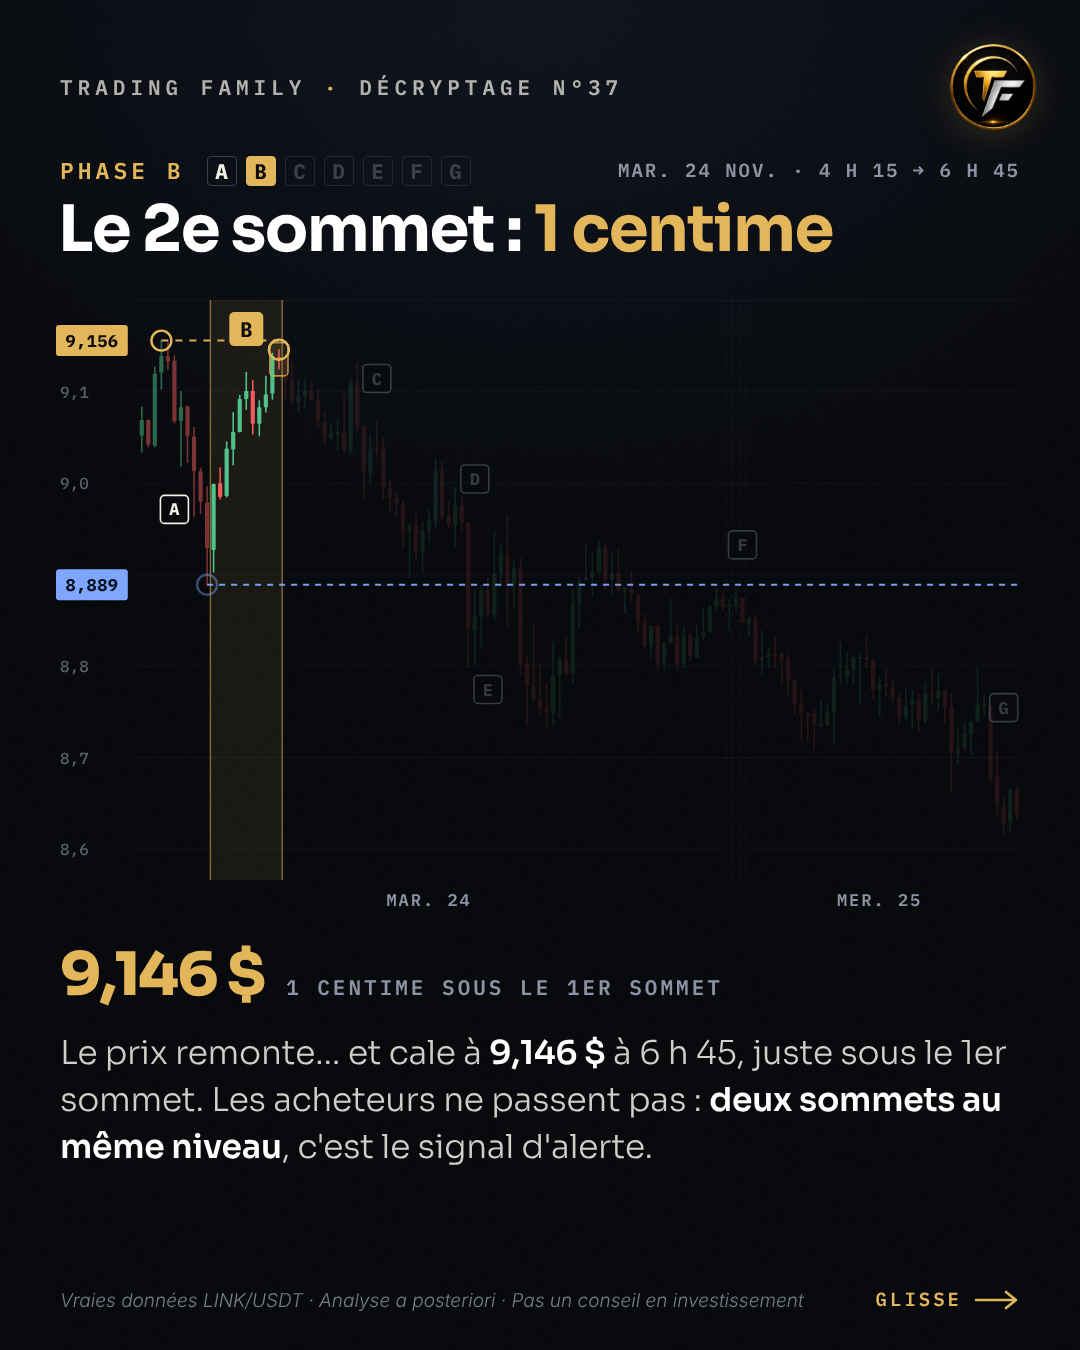 TRADING FAMILY · DÉCRYPTAGE N°37
TF
PHASE B A B C D E F G
MAR. 24 NOV. · 4 H 15 → 6 H 45
Le 2e sommet : 1 centime
9,156
B
9,1
C
9,0
D
A
F
8,889
8,8
E
G
8,7
8,6
MAR. 24
MER. 25
9,146 $ 1 CENTIME SOUS LE 1ER SOMMET
Le prix remonte... et cale à 9,146 $ à 6 h 45, juste sous le 1er
sommet. Les acheteurs ne passent pas : deux sommets au
même niveau, c'est le signal d'alerte.
Vraies données LINK/USDT · Analyse a posteriori · Pas un conseil en investissement
GLISSE →